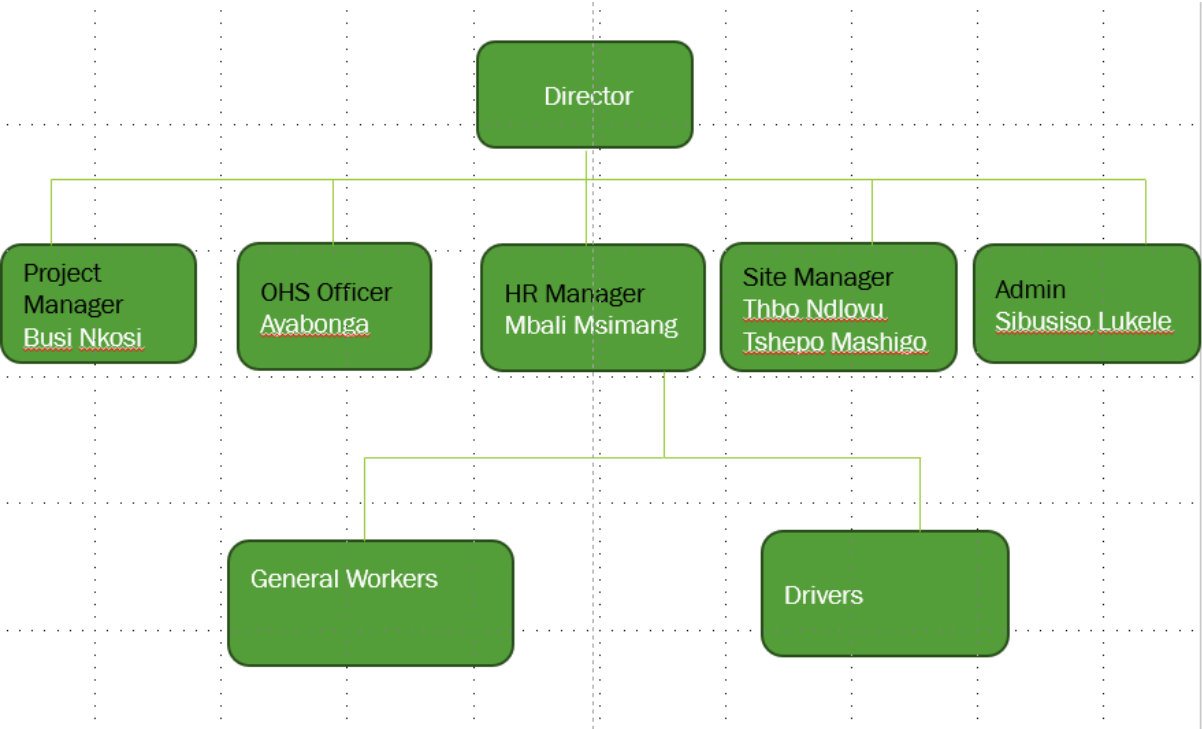 Director
Project
Manager
Busi Nkosi
OHS Officer
Ayabonga
HR Manager
Mbali Msimang
Site Manager
Thbo Ndlovu
Tshepo Mashigo
Admin
Sibusiso Lukele
General Workers
Drivers